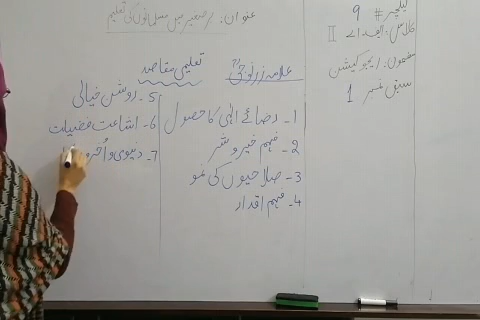 لیکچر # 9
کلاس: ایف اے II
مضمون: ایجوکیشن
سبق نمبر 1
عنوان: برصغیر میں مسلمانوں کی تعلیم
تعلیمی مقاصد
علامہ زرنوجیؒ
1۔ رضائے الٰہی کا حصول
2۔ فہم خیر و شر
3۔ صلاحیوں کی نمو
4۔ فہم اقدار
5۔ روشن خیالی
6۔ اشاعت فضیلت
7۔ دنیوی و اُخرو